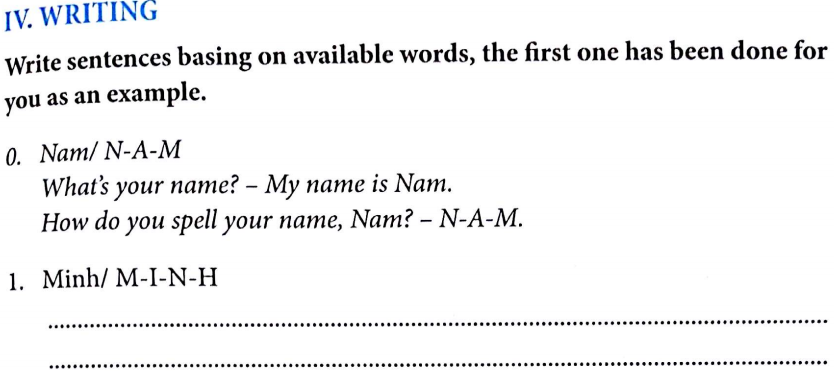 IV. WRITING
Write sentences basing on available words, the first one has been done for
you as an example.
0. Nam/ N-A-M
What's your name? – My name is Nam.
How do you spell your name, Nam? – N-A-M.
1. Minh/ M-I-N-H